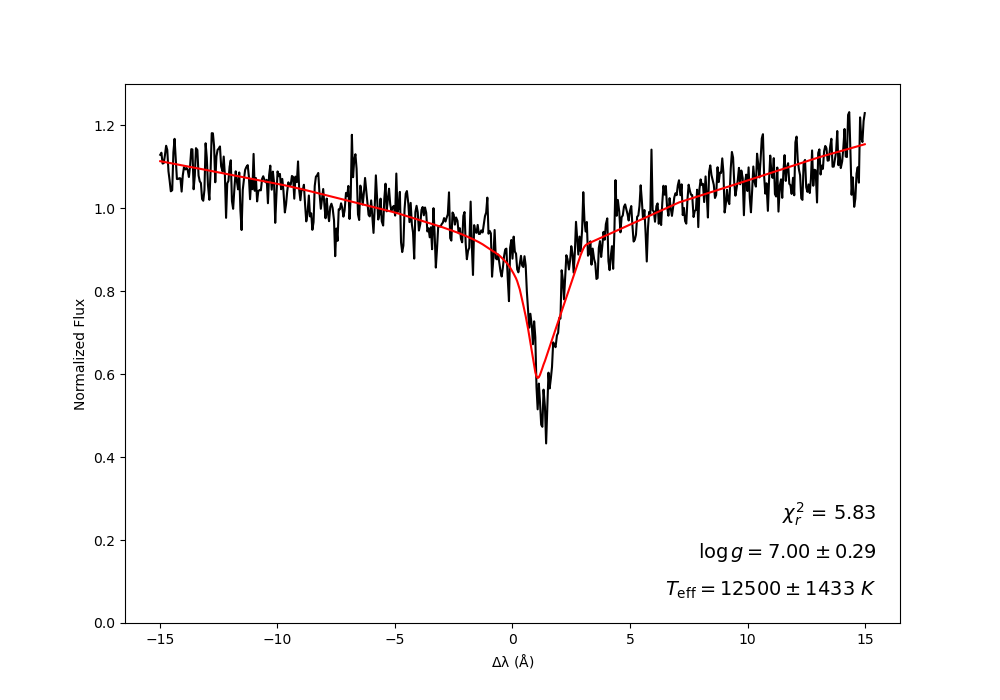 1.2
1.0
0.8
0.6
0.4
0.2
0.0
Normalized Flux
χ²ᵣ = 5.83
log g = 7.00 ± 0.29
T_eff = 12500 ± 1433 K
−15 −10 −5 0 5 10 15
Δλ (Å)